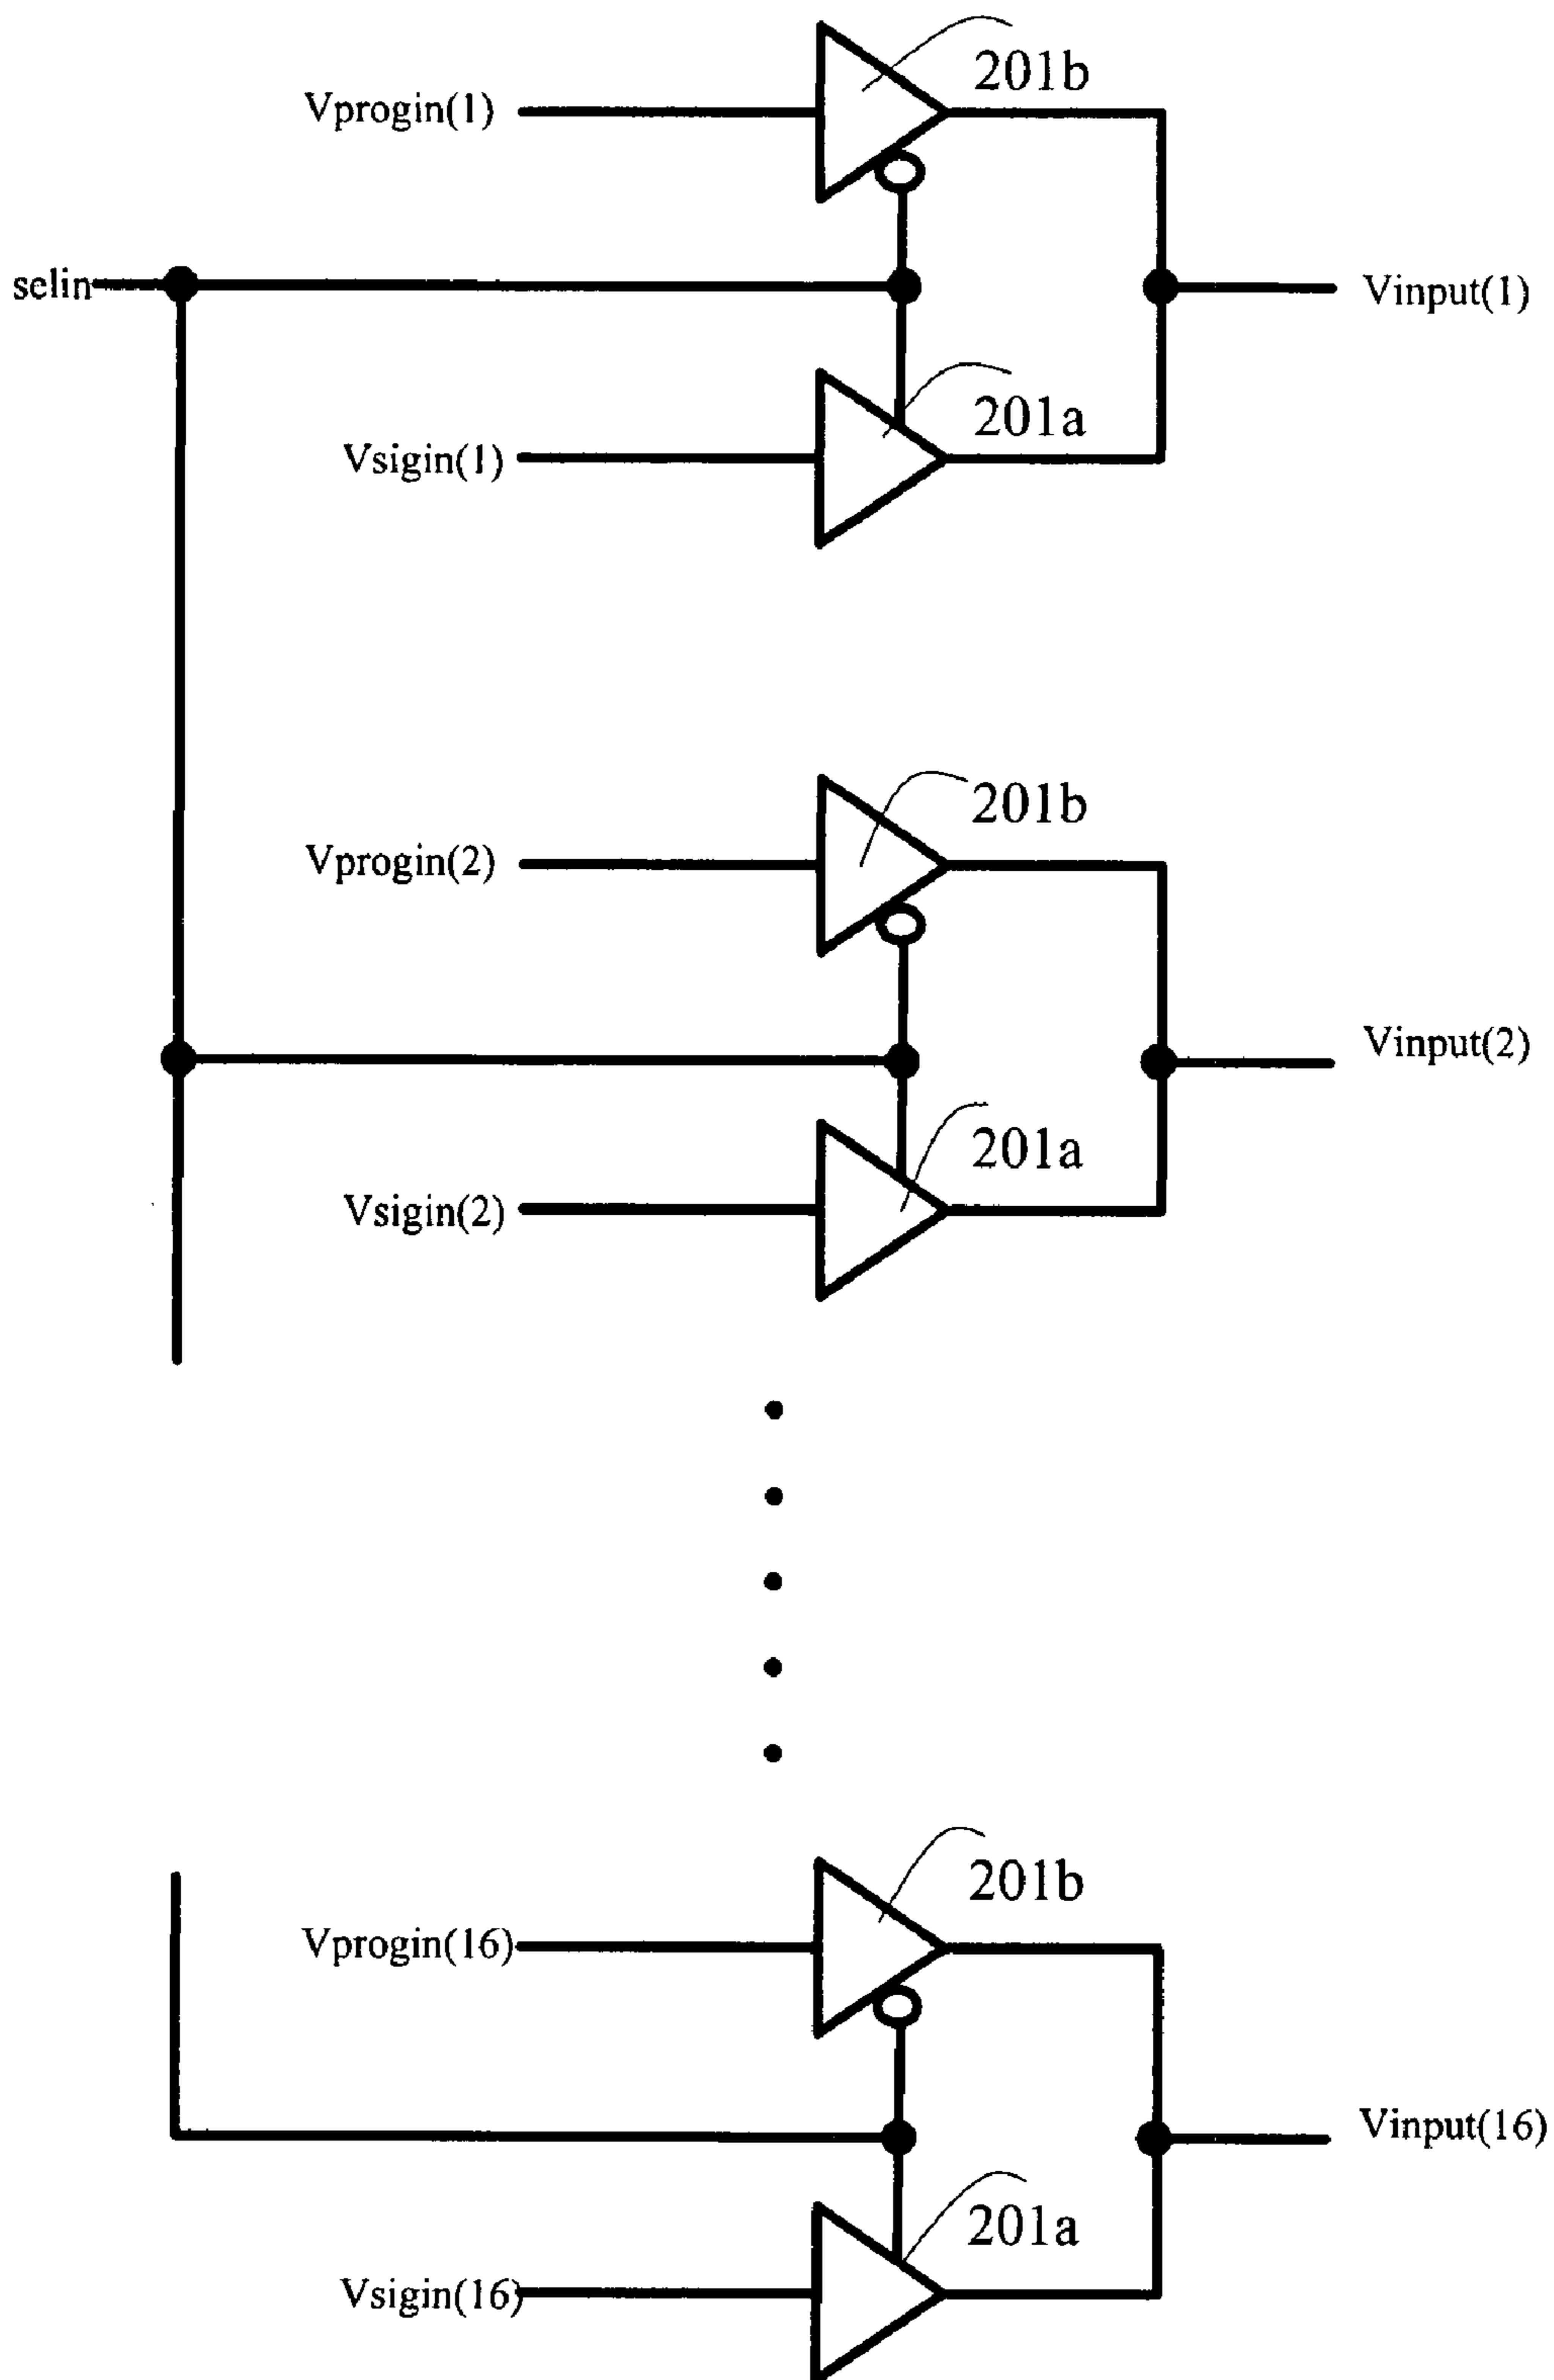 201b
Vprogin(1)
selin
Vinput(1)
201a
Vsigin(1)
201b
Vprogin(2)
Vinput(2)
201a
Vsigin(2)
201b
Vprogin(16)
Vinput(16)
201a
Vsigin(16)